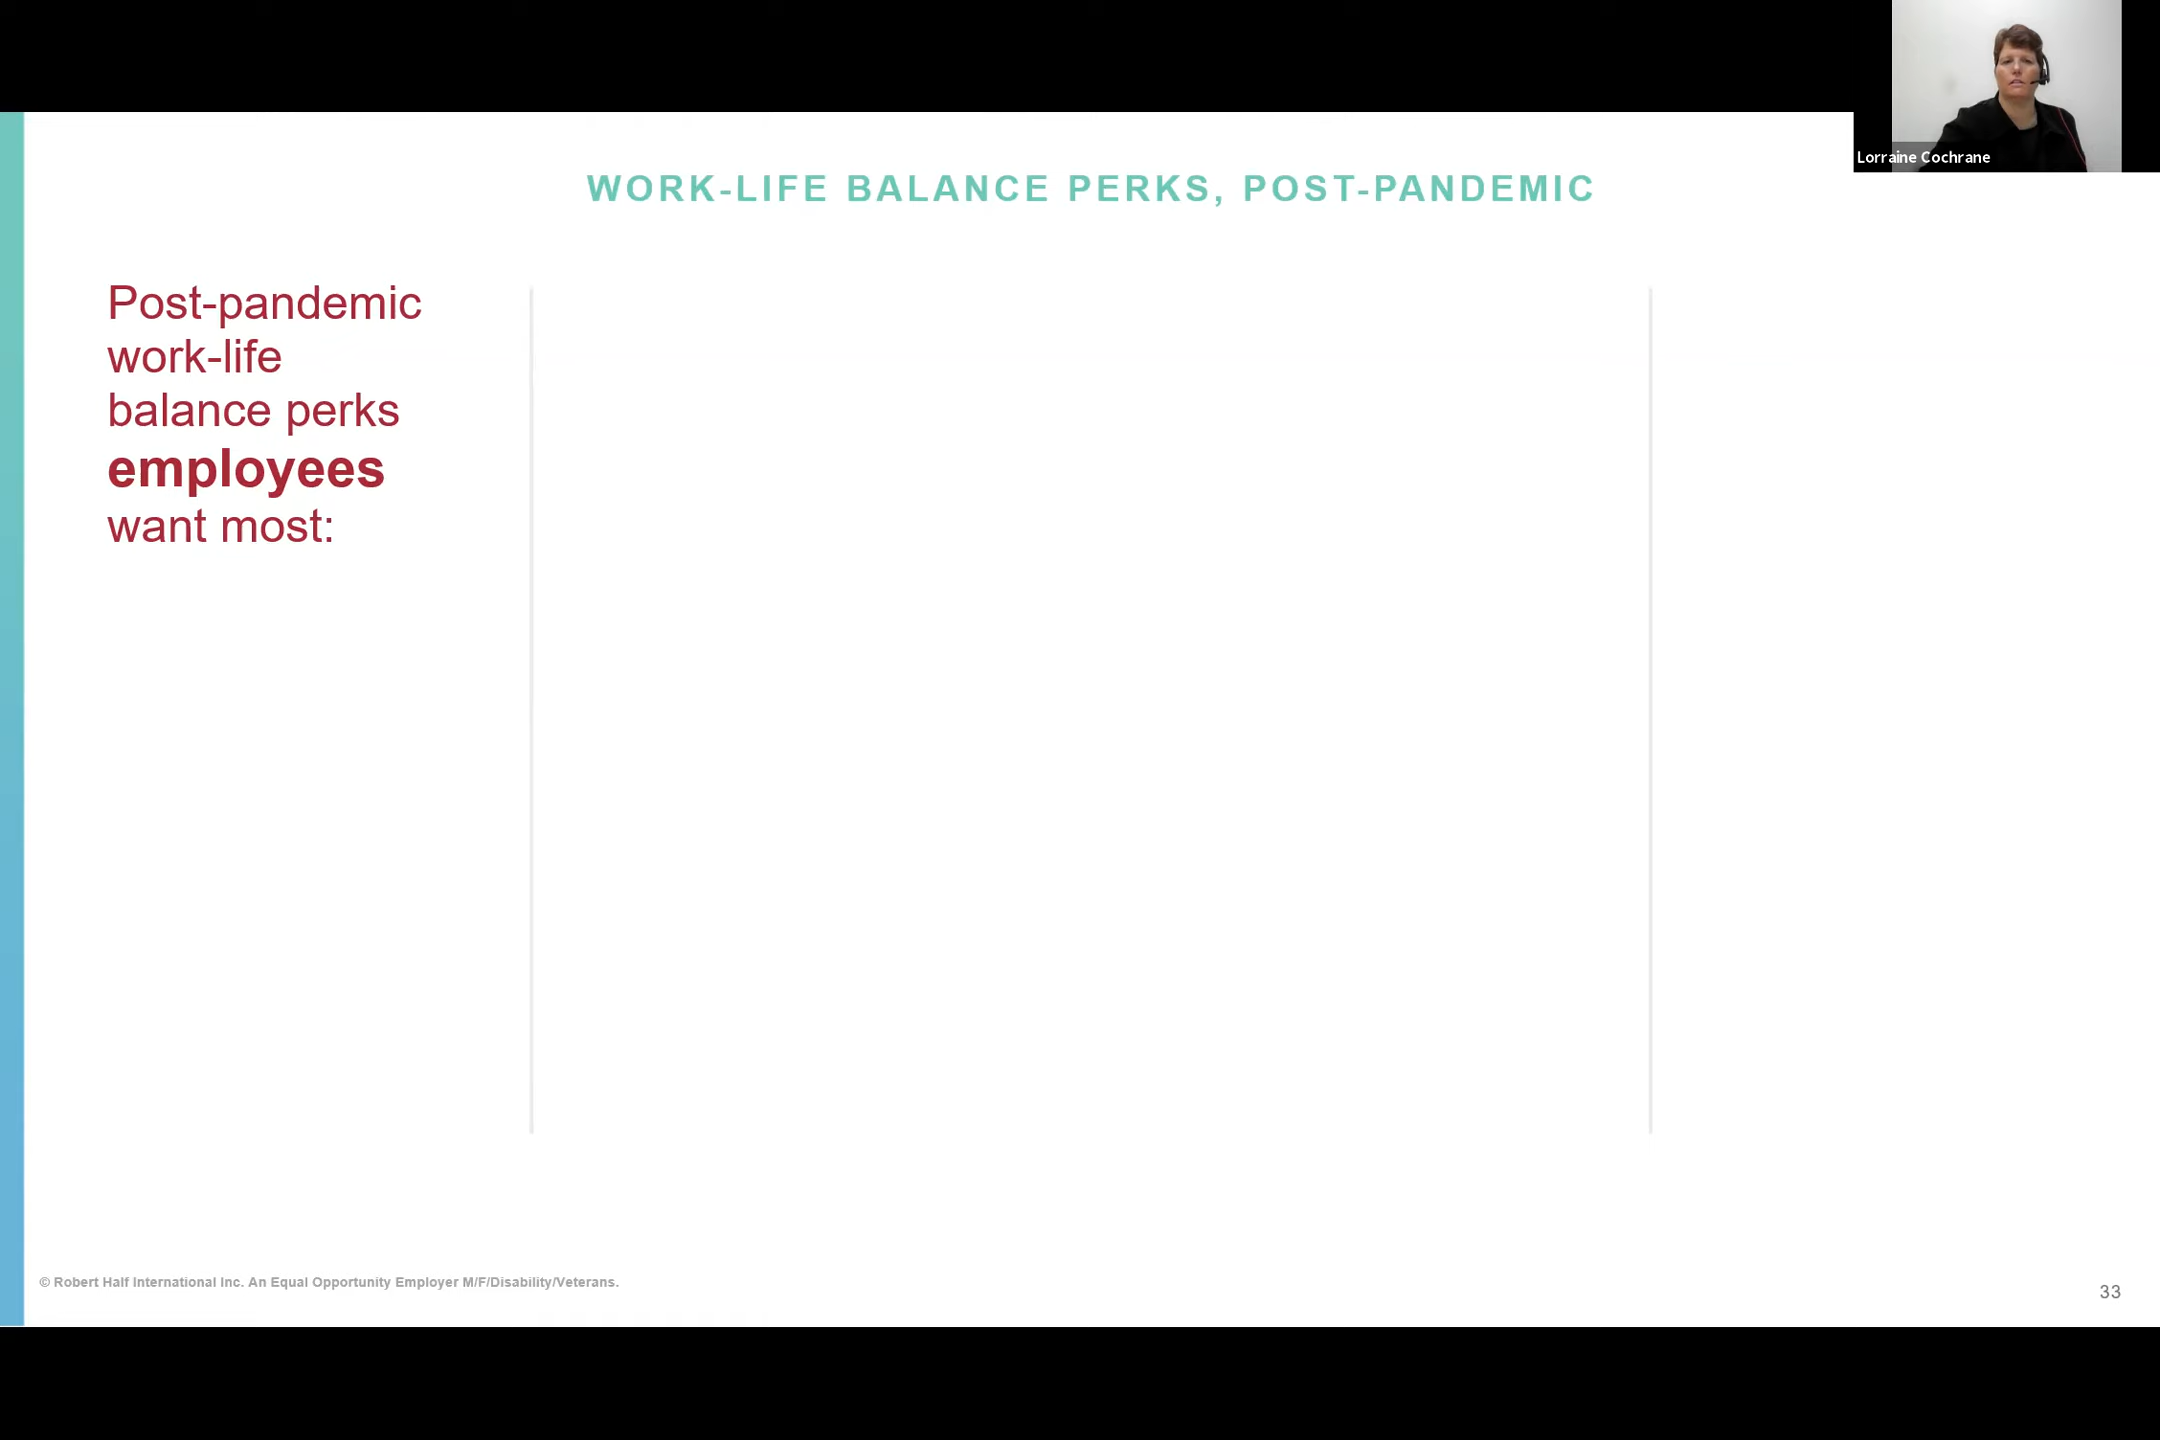 Lorraine Cochrane
WORK-LIFE BALANCE PERKS, POST-PANDEMIC
Post-pandemic
work-life
balance perks
employees
want most:
© Robert Half International Inc. An Equal Opportunity Employer M/F/Disability/Veterans.
33